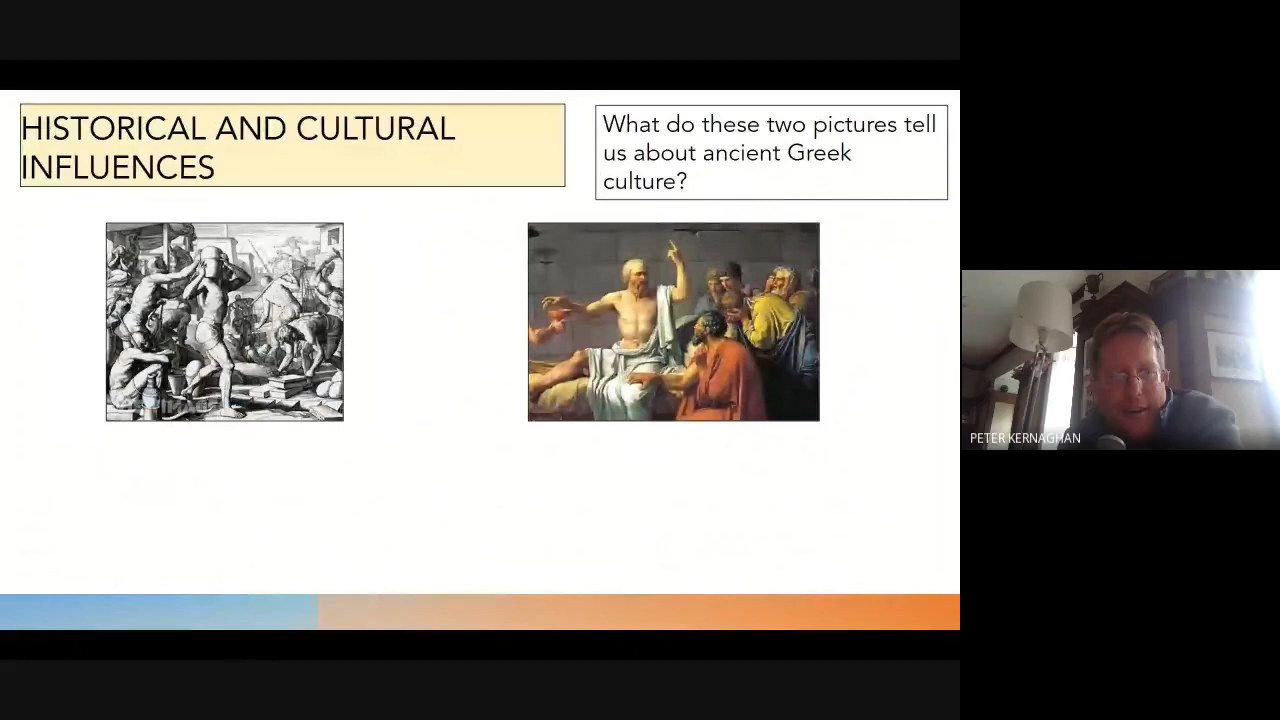 HISTORICAL AND CULTURAL
INFLUENCES
What do these two pictures tell
us about ancient Greek
culture?
PETER KERNAGHAN